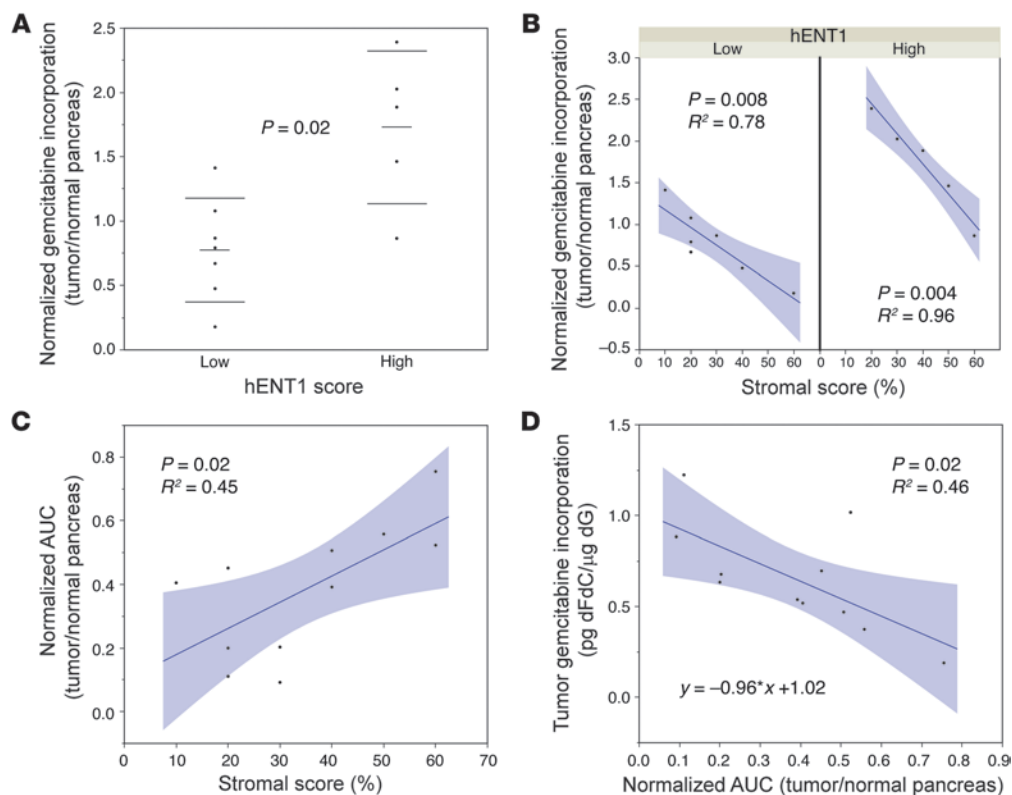 A
Normalized gemcitabine incorporation
(tumor/normal pancreas)
2.5
2.0
1.5
1.0
0.5
0.0
P = 0.02
Low
High
hENT1 score
B
hENT1
Low
High
Normalized gemcitabine incorporation
(tumor/normal pancreas)
3.0
2.5
2.0
1.5
1.0
0.5
0.0
–0.5
P = 0.008
R² = 0.78
P = 0.004
R² = 0.96
0 10 20 30 40 50 60 0 10 20 30 40 50 60
Stromal score (%)
C
Normalized AUC
(tumor/normal pancreas)
0.8
0.6
0.4
0.2
0.0
P = 0.02
R² = 0.45
0 10 20 30 40 50 60 70
Stromal score (%)
D
Tumor gemcitabine incorporation
(pg dFdC/µg dG)
1.5
1.0
0.5
0.0
P = 0.02
R² = 0.46
y = –0.96*x +1.02
0.0 0.1 0.2 0.3 0.4 0.5 0.6 0.7 0.8 0.9
Normalized AUC (tumor/normal pancreas)